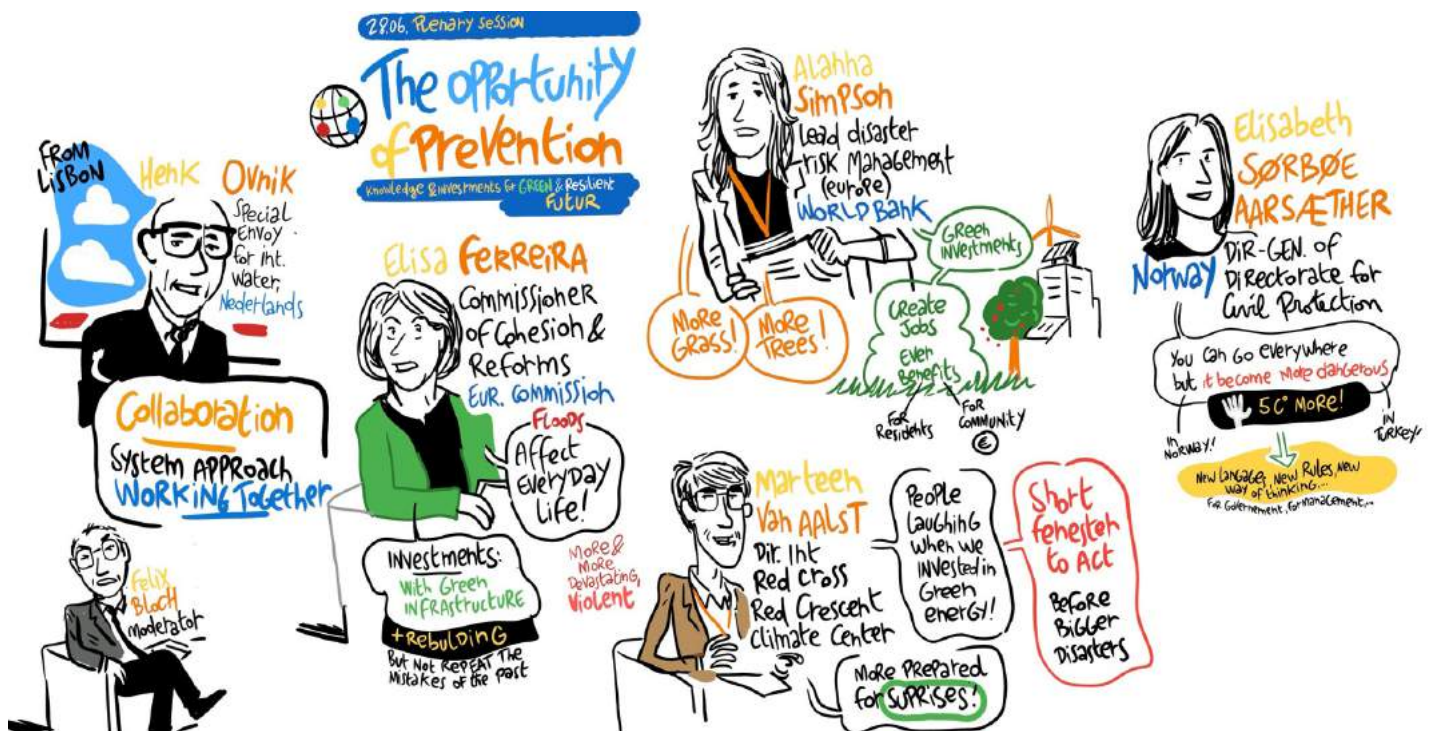 28.06. Plenary session
The opportunity
of Prevention
Knowledge & investments for GREEN & Resilient
FUTUR
FROM
LISBON
Henk Ovnik
Special
Envoy
for Int.
Water,
Nederlands
Collaboration
System APPRoach
WORKING Together
Felix
Bloch
moderator
Elisa FERREIRA
Commissioner
of Cohesion &
Reforms
EUR. Commission
Floods
Affect
EVERYDAY
Life!
More &
More
Devastating,
Violent
INVestments:
With Green
INFRAstructure
+ Rebulding
But Not RePEAT The
Mistakes of the past
Alanna
Simpson
Lead disaster
risk Management
(europe)
WORLD Bank
More
GRASS!
More
TREES!
GReen
Investments
CReate
Jobs
Even
Benefits
FOR
Residents
FOR
COMMUNITY
€
Marteen
Van AALST
Dir. Int
Red Cross
Red Crescent
Climate Center
People
Laughing
When we
INVested in
Green
energy!
Short
fenester
to Act
BeFoRe
BiGGer
Disasters
More PRepared
for SUPRISES!
Elisabeth
SØRBØE
AARSÆTHER
Norway
Dir-Gen. of
Directorate for
Civil Protection
You can Go everywhere
but it become More dangerous
5 C° MoRe!
in
Norway!
in
Turkey!
New Langage, New Rules, New
way of thinking...
For Governement, for management...